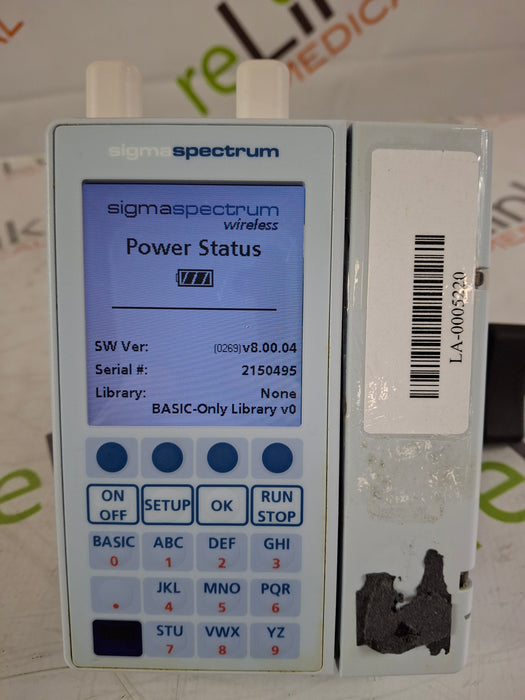 reLink
MEDICAL
sigmaspectrum
sigmaspectrum
wireless
Power Status
SW Ver: (0269)v8.00.04
Serial #: 2150495
Library: None
BASIC-Only Library v0
LA-0005220
ON OFF
SETUP
OK
RUN STOP
BASIC 0
ABC 1
DEF 2
GHI 3
.
JKL 4
MNO 5
PQR 6
STU 7
VWX 8
YZ 9